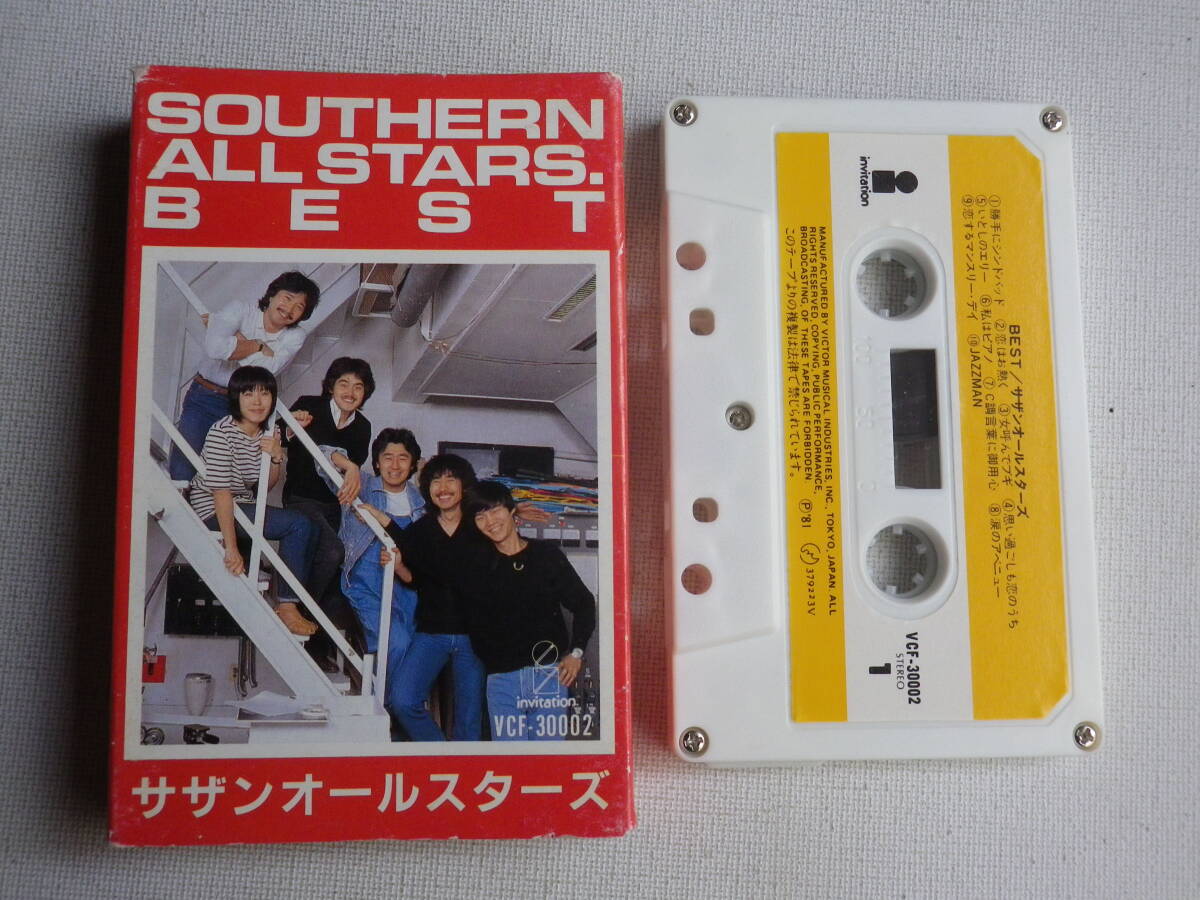 SOUTHERN
ALL STARS.
BEST
invitation
VCF-30002
サザンオールスターズ
invitation
BEST／サザンオールスターズ
①勝手にシンドバッド ②恋はお熱く ③女呼んでブギ ④思い過ごしも恋のうち
⑤いとしのエリー ⑥私はピアノ ⑦C調言葉に御用心 ⑧涙のアベニュー
⑨恋するマンスリー・デイ ⑩JAZZMAN
VCF-30002
STEREO
1
MANUFACTURED BY VICTOR MUSICAL INDUSTRIES, INC., TOKYO, JAPAN. ALL
RIGHTS RESERVED. COPYING, PUBLIC PERFORMANCE,
BROADCASTING, OF THESE TAPES ARE FORBIDDEN.
このテープよりの複製は法律で禁じられています。 Ⓟ'81 379223V
100 50 0